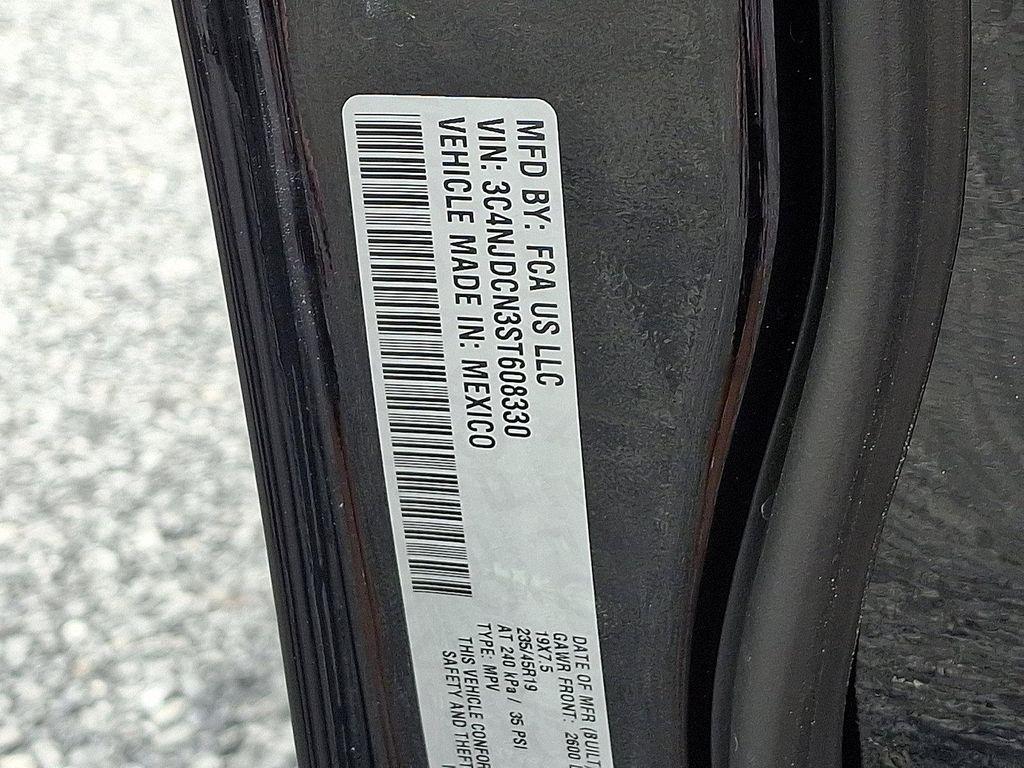 MFD BY: FCA US LLC
VIN: 3C4NJDCN3ST608330
VEHICLE MADE IN: MEXICO
DATE OF MFR (BUILT
GAWR FRONT: 2600
19X7.5
235/45R19
AT 240 kPa / 35 PSI
TYPE: MPV
THIS VEHICLE CONFOR
SAFETY AND THEFT